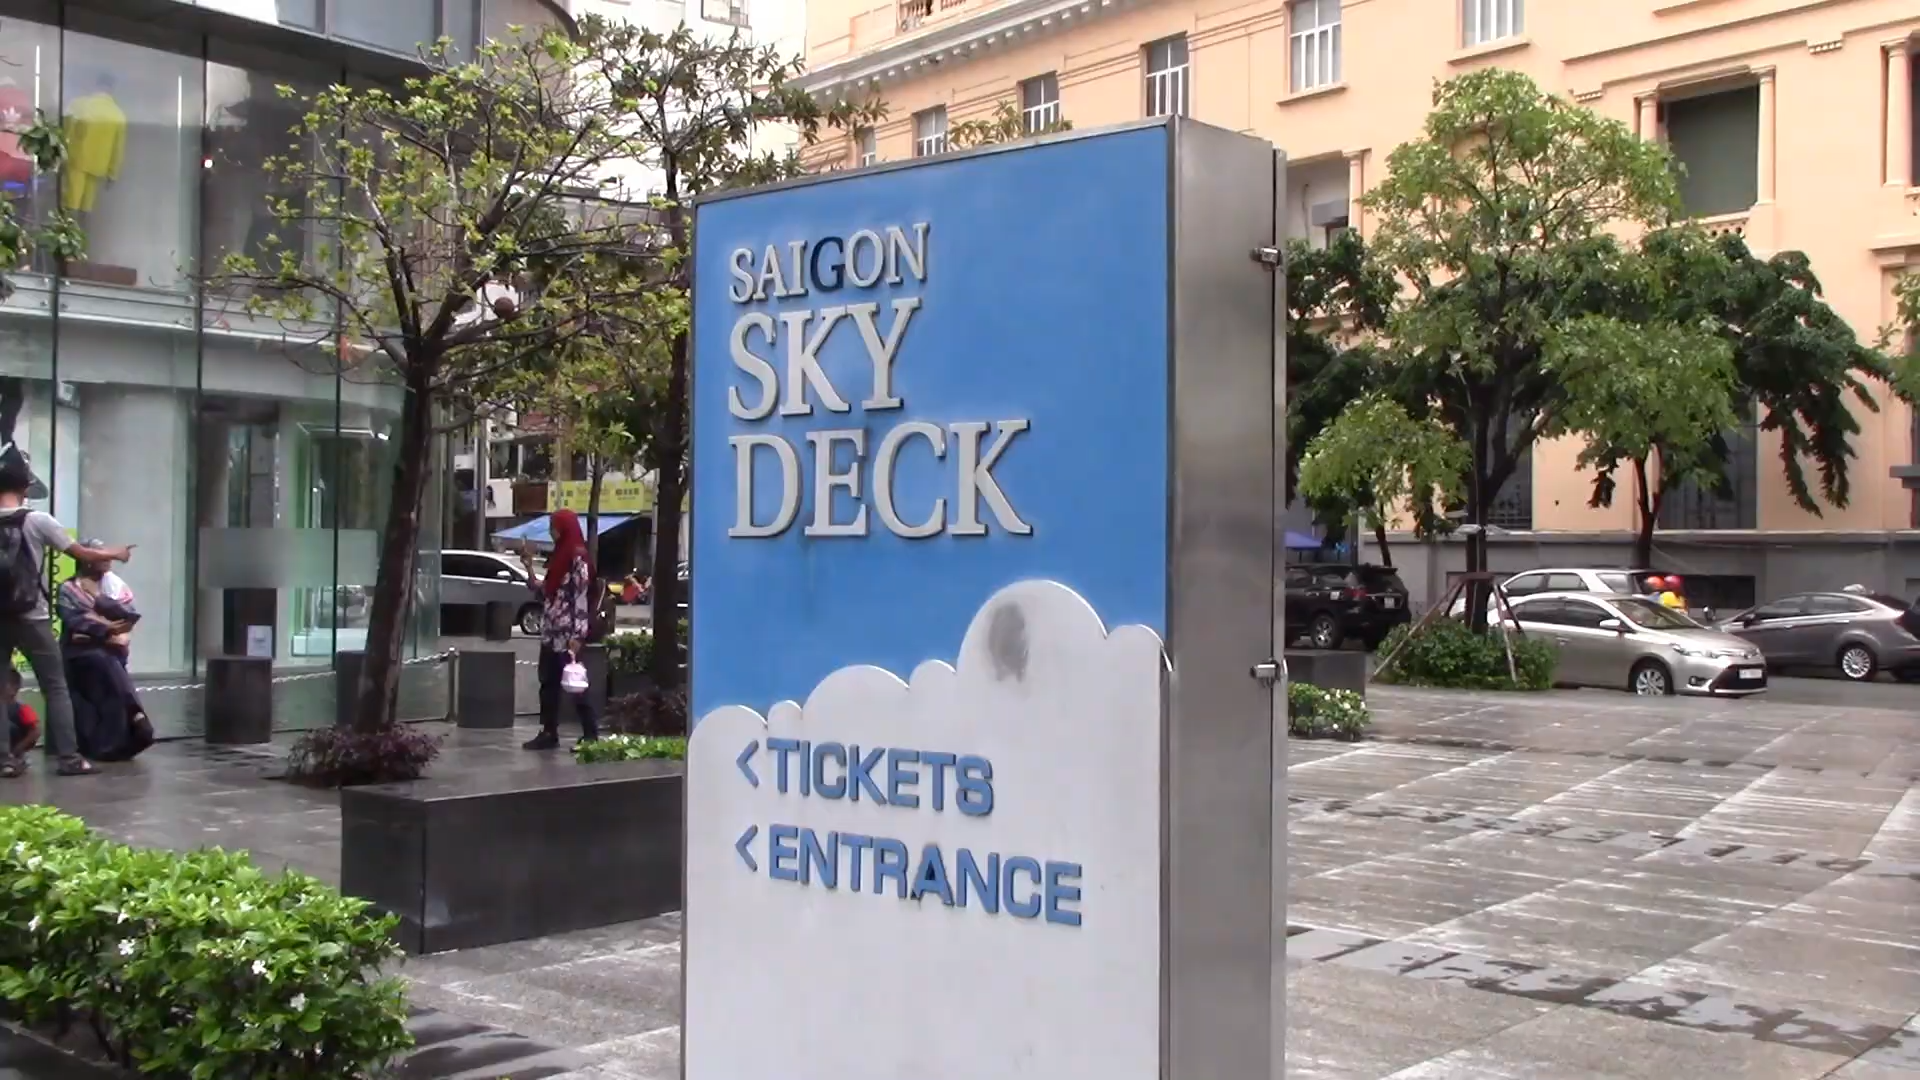 SAIGON
SKY
DECK
< TICKETS
< ENTRANCE